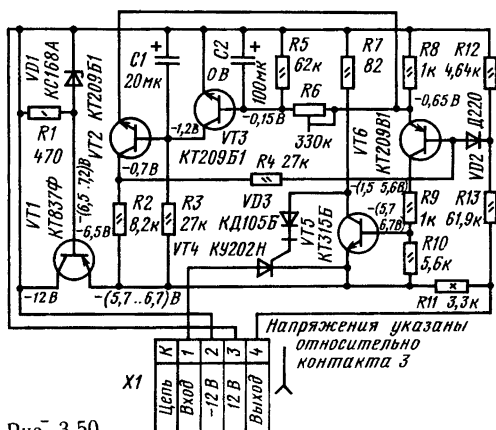 VD1
КС168А
R1
470
VT1
КТ837Ф
-(6,5 7,2)В
-6,5В
-12В
-(5,7..6,7)В
VT2
КТ209Б1
C1
20мк
+
-1,2В
-0,7В
R2
8,2к
R3
27к
0В
VT3
КТ209Б1
C2
100мк
+
-0,15В
R4 27к
R5
62к
R6
330к
R7
82
VT6
КТ209В1
R8
1к
-0,65В
Д220
VD2
R12
4,64к
R13
61,9к
-(1,5 5,6В)
-(5,7
6,7В)
R9
1к
R10
5,6к
R11 3,3к
VD3
КД105Б
VT4
КУ202Н
VT5
КТ315Б
Напряжения указаны
относительно
контакта 3
X1
Цепь К
Вход 1
-12 В 2
12 В 3
Выход 4
Рис 3.50